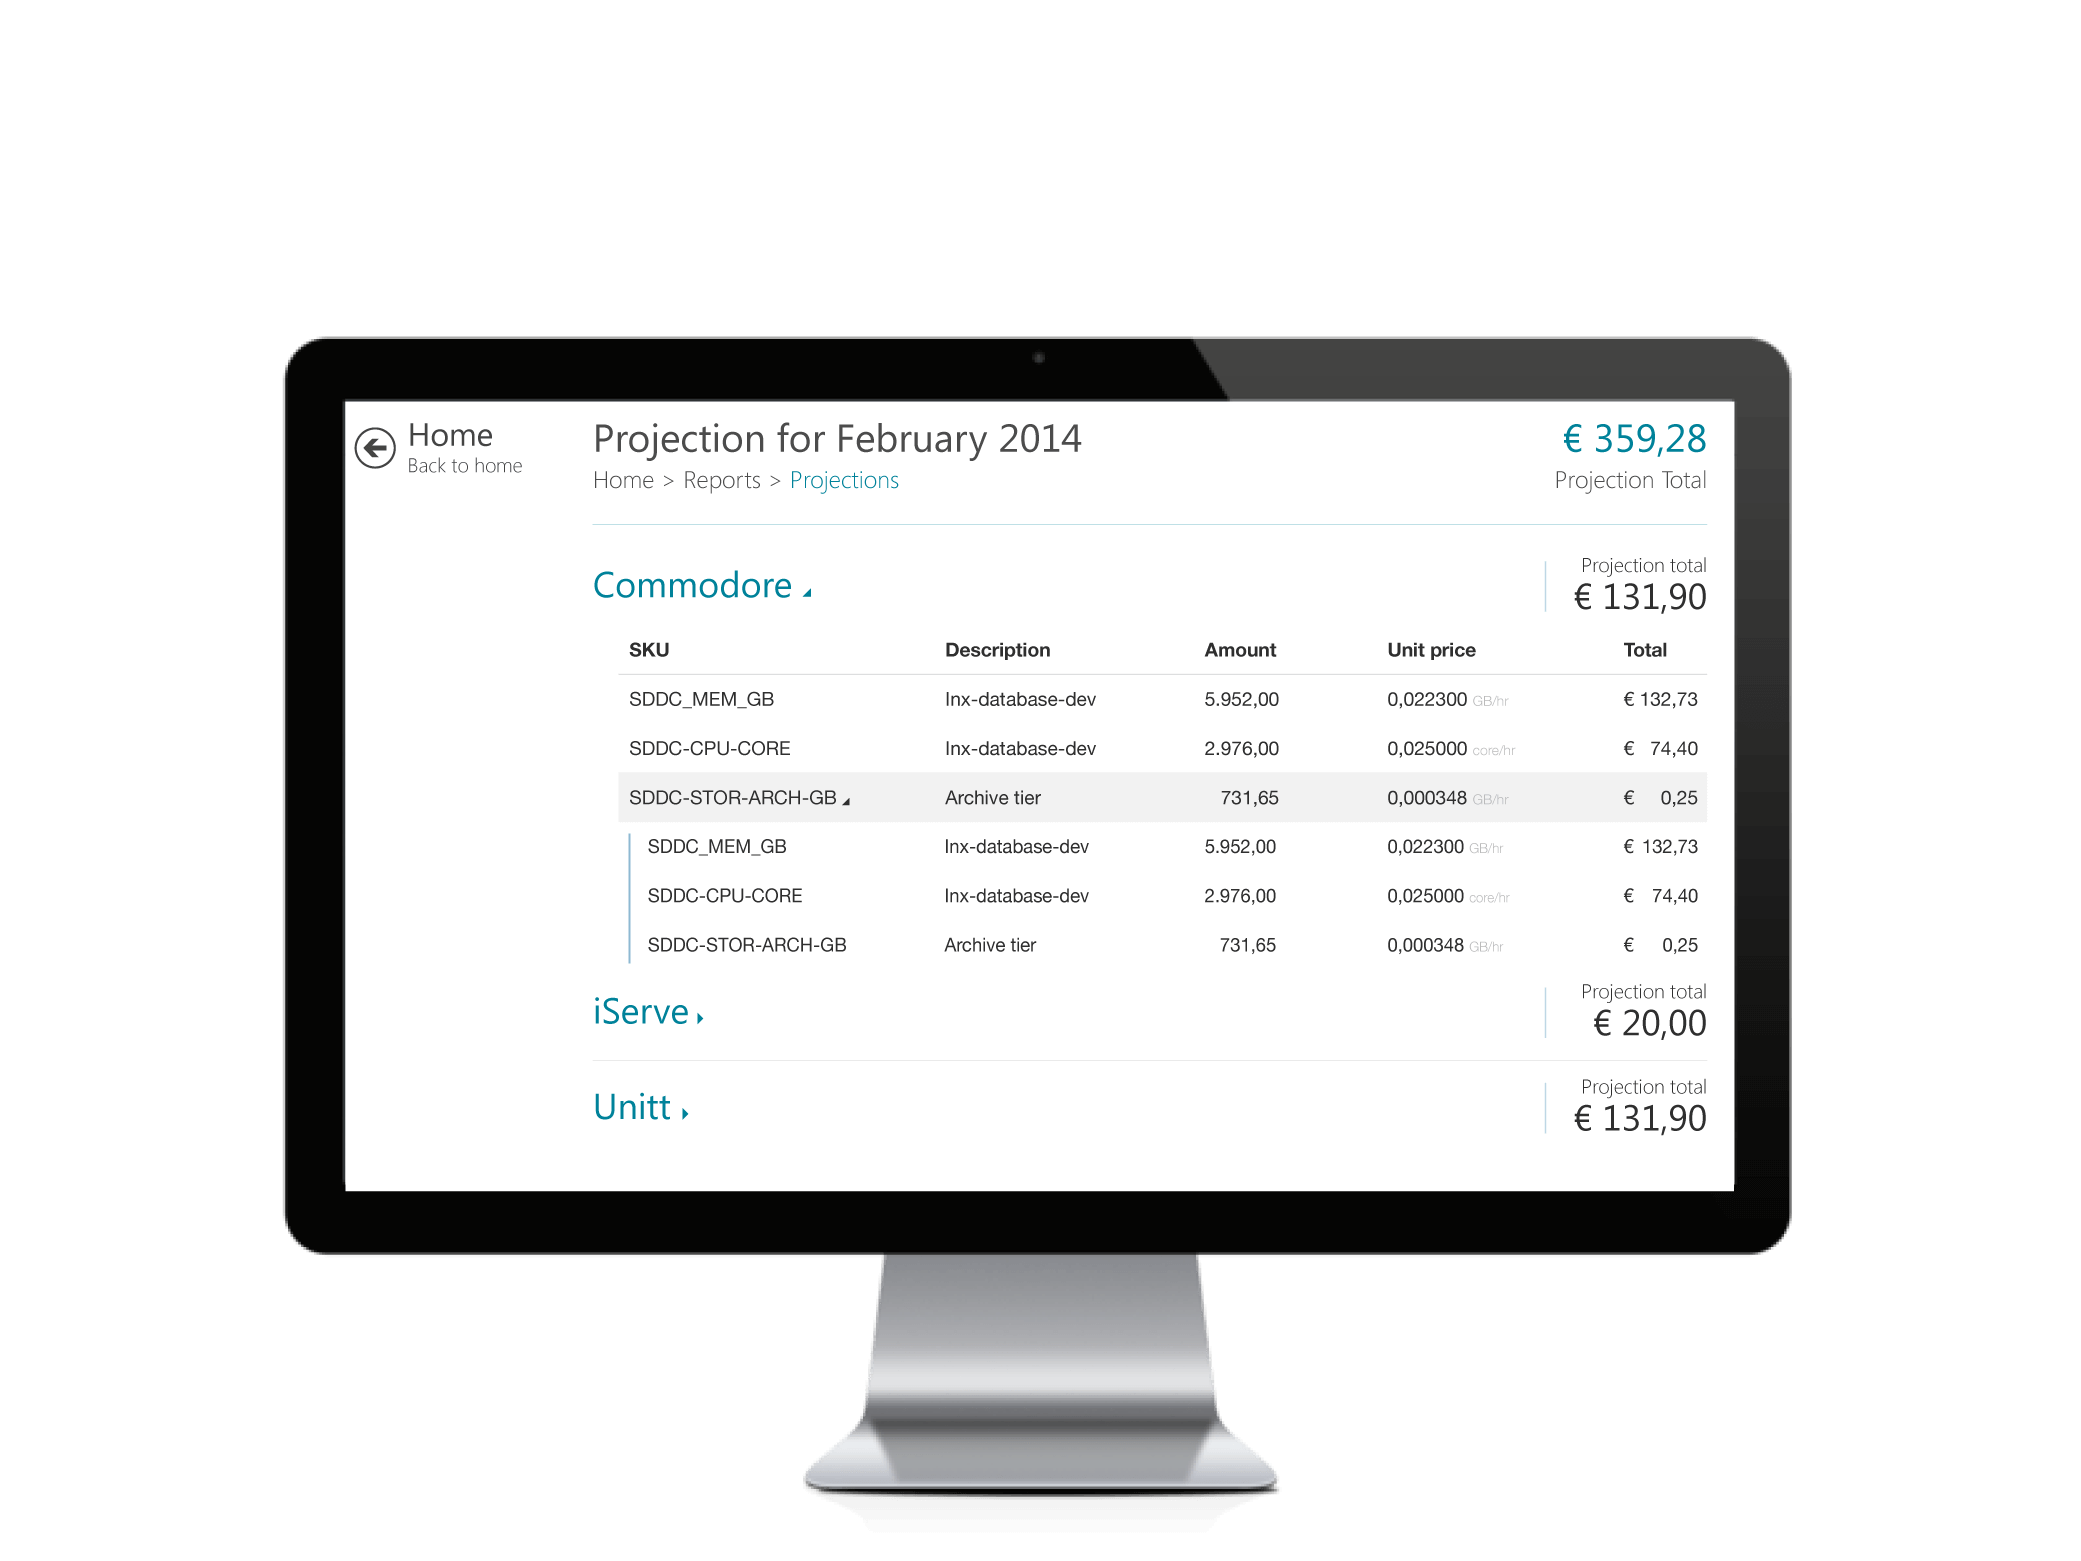 Home
Back to home
Projection for February 2014
Home > Reports > Projections
€ 359,28
Projection Total
Commodore
Projection total
€ 131,90
SKU Description Amount Unit price Total
SDDC_MEM_GB lnx-database-dev 5.952,00 0,022300 GB/hr € 132,73
SDDC-CPU-CORE lnx-database-dev 2.976,00 0,025000 core/hr € 74,40
SDDC-STOR-ARCH-GB Archive tier 731,65 0,000348 GB/hr € 0,25
SDDC_MEM_GB lnx-database-dev 5.952,00 0,022300 GB/hr € 132,73
SDDC-CPU-CORE lnx-database-dev 2.976,00 0,025000 core/hr € 74,40
SDDC-STOR-ARCH-GB Archive tier 731,65 0,000348 GB/hr € 0,25
iServe
Projection total
€ 20,00
Unitt
Projection total
€ 131,90